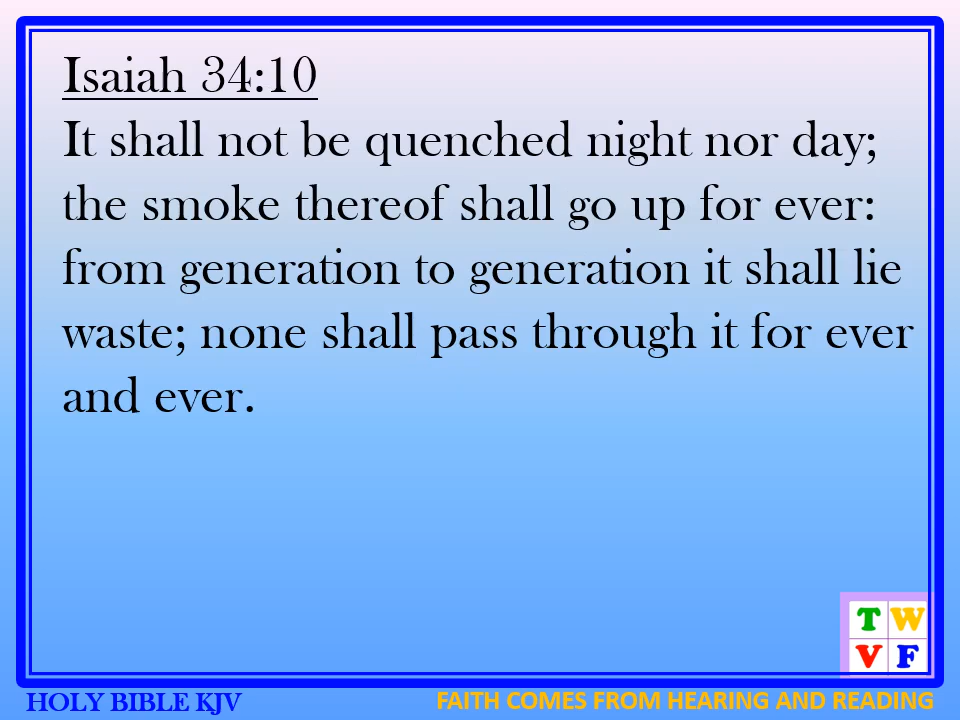 Isaiah 34:10
It shall not be quenched night nor day;
the smoke thereof shall go up for ever:
from generation to generation it shall lie
waste; none shall pass through it for ever
and ever.
T W
V F
HOLY BIBLE KJV
FAITH COMES FROM HEARING AND READING